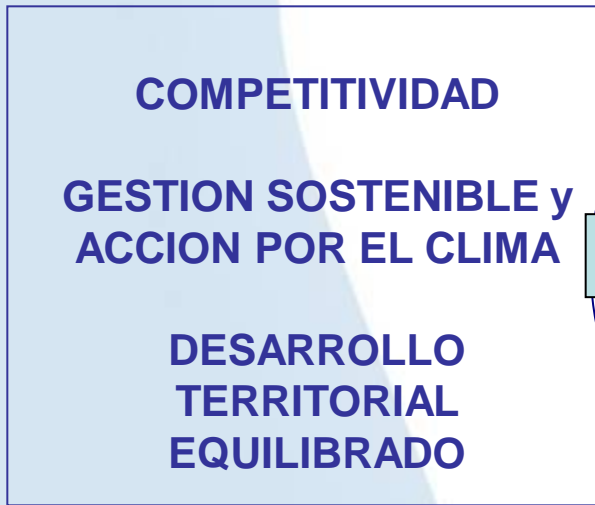 COMPETITIVIDAD
GESTION SOSTENIBLE y
ACCION POR EL CLIMA
DESARROLLO
TERRITORIAL
EQUILIBRADO